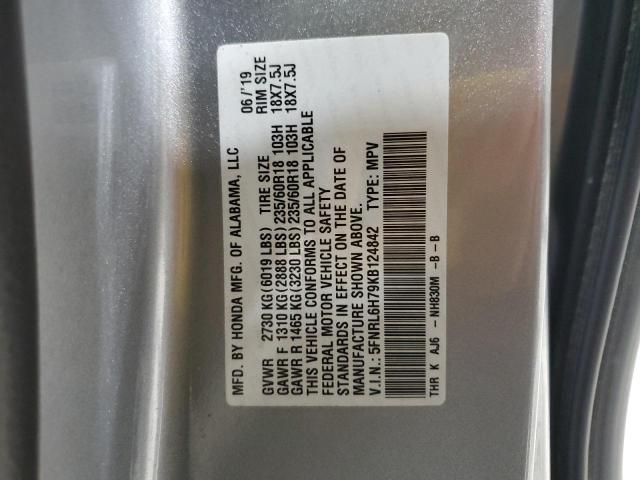 MFD. BY HONDA MFG. OF ALABAMA, LLC 06/'19
GVWR 2730 KG(6019 LBS) TIRE SIZE RIM SIZE
GAWR F 1310 KG(2888 LBS)235/60R18 103H 18X7.5J
GAWR R 1465 KG(3230 LBS)235/60R18 103H 18X7.5J
THIS VEHICLE CONFORMS TO ALL APPLICABLE
FEDERAL MOTOR VEHICLE SAFETY
STANDARDS IN EFFECT ON THE DATE OF
MANUFACTURE SHOWN ABOVE.
V.I.N.: 5FNRL6H79KB124842 TYPE: MPV
THR K AJ6 - NH830M -B-B